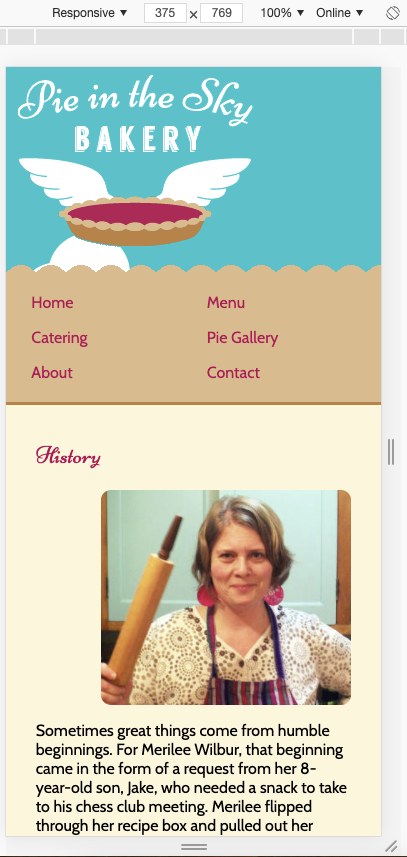 Responsive ▼ 375 × 769 100% ▼ Online ▼
Pie in the Sky
BAKERY
Home Menu
Catering Pie Gallery
About Contact
History
Sometimes great things come from humble
beginnings. For Merilee Wilbur, that beginning
came in the form of a request from her 8-
year-old son, Jake, who needed a snack to take
to his chess club meeting. Merilee flipped
through her recipe box and pulled out her